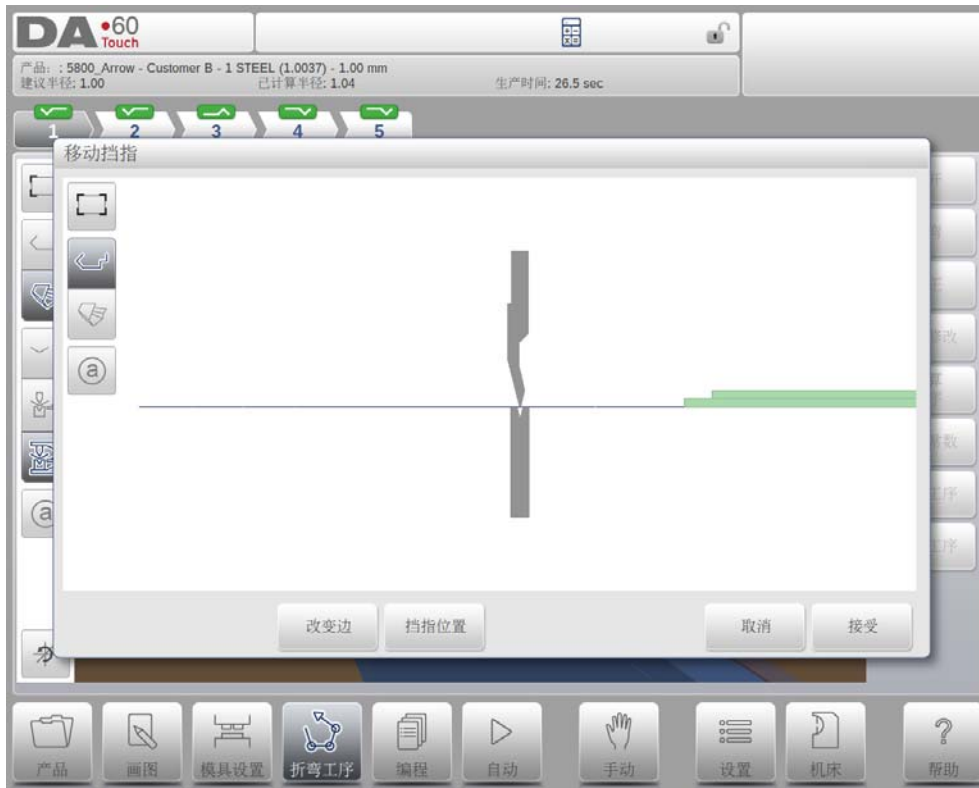 DA•60
Touch
产品: : 5800_Arrow - Customer B - 1 STEEL (1.0037) - 1.00 mm
建议半径: 1.00 已计算半径: 1.04 生产时间: 26.5 sec
1 2 3 4 5
移动挡指
a
a
改变边 挡指位置 取消 接受
产品 画图 模具设置 折弯工序 编程 自动 手动 设置 机床 帮助